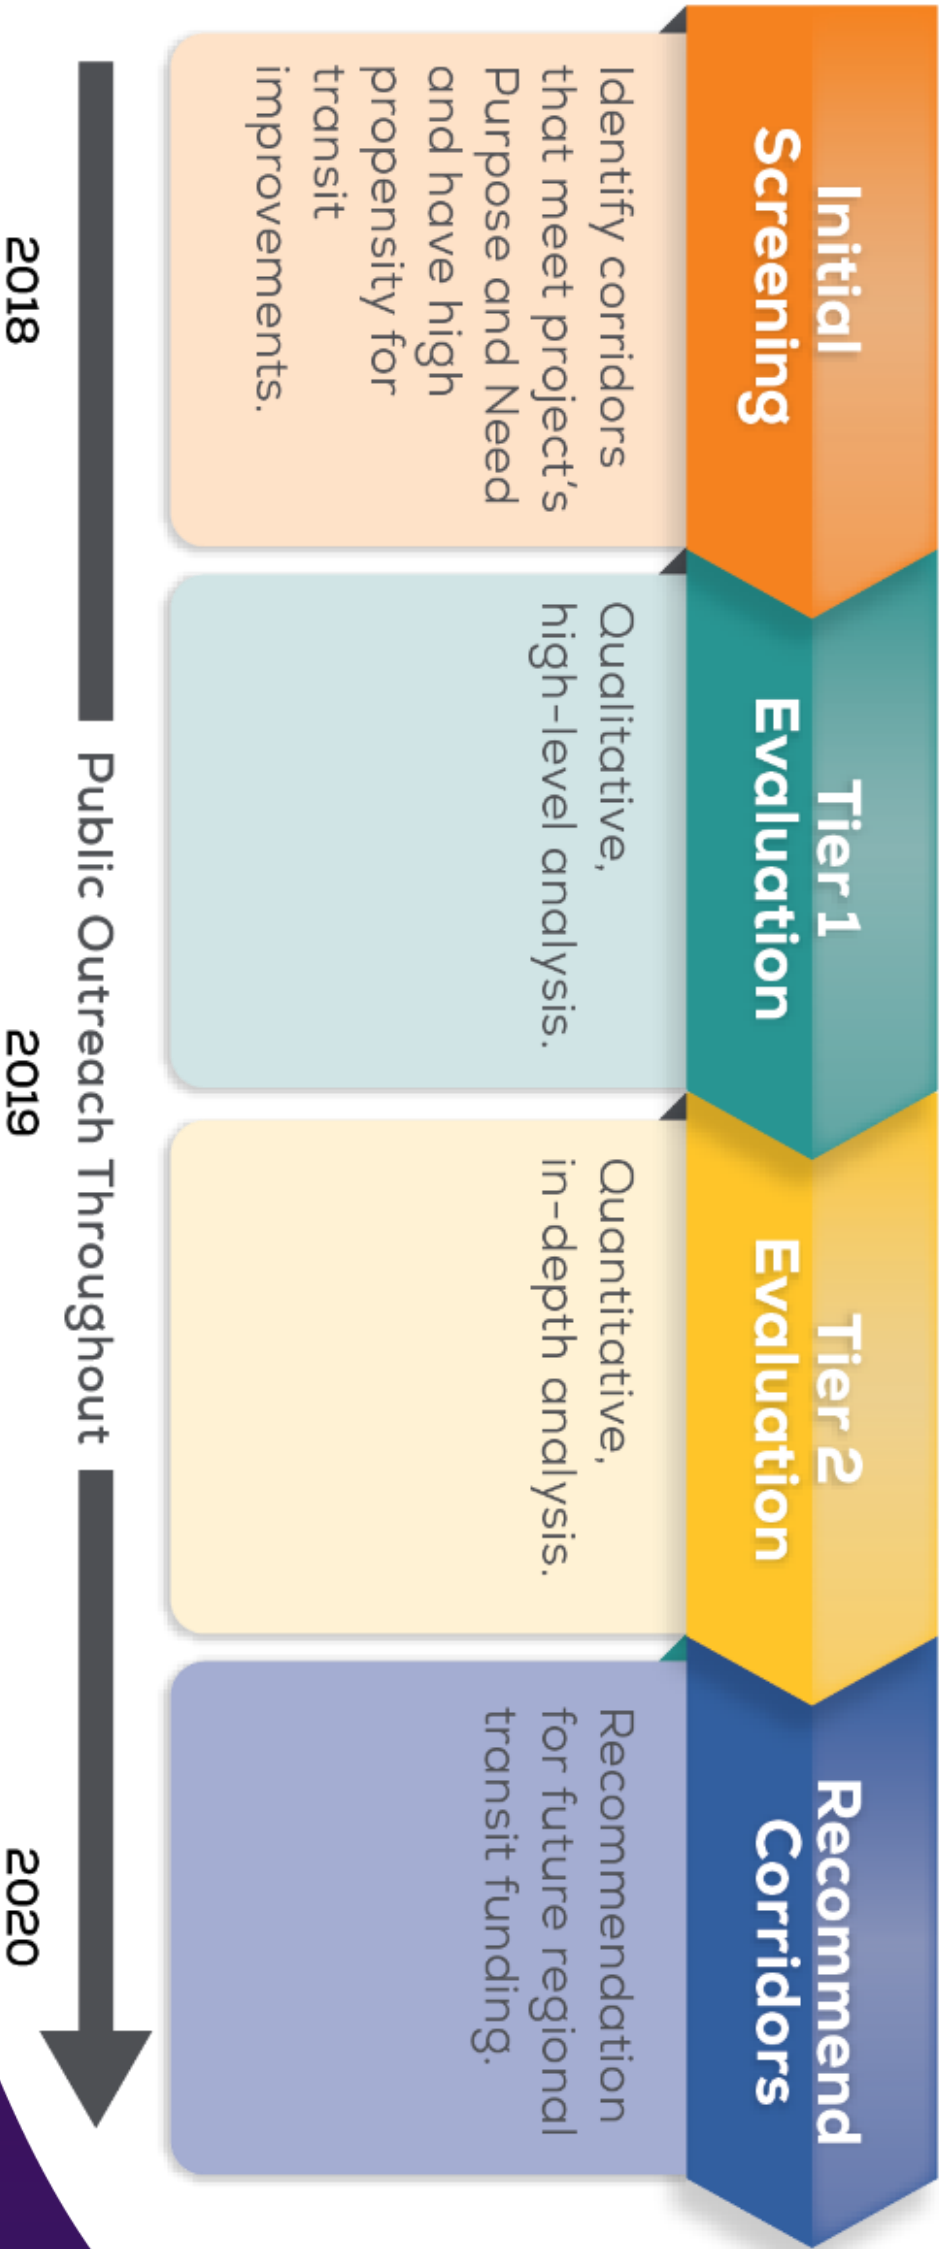 Initial
Screening
Identify corridors
that meet project's
Purpose and Need
and have high
propensity for
transit
improvements.
Tier 1
Evaluation
Qualitative,
high-level analysis.
Tier 2
Evaluation
Quantitative,
in-depth analysis.
Recommend
Corridors
Recommendation
for future regional
transit funding.
Public Outreach Throughout
2018
2019
2020